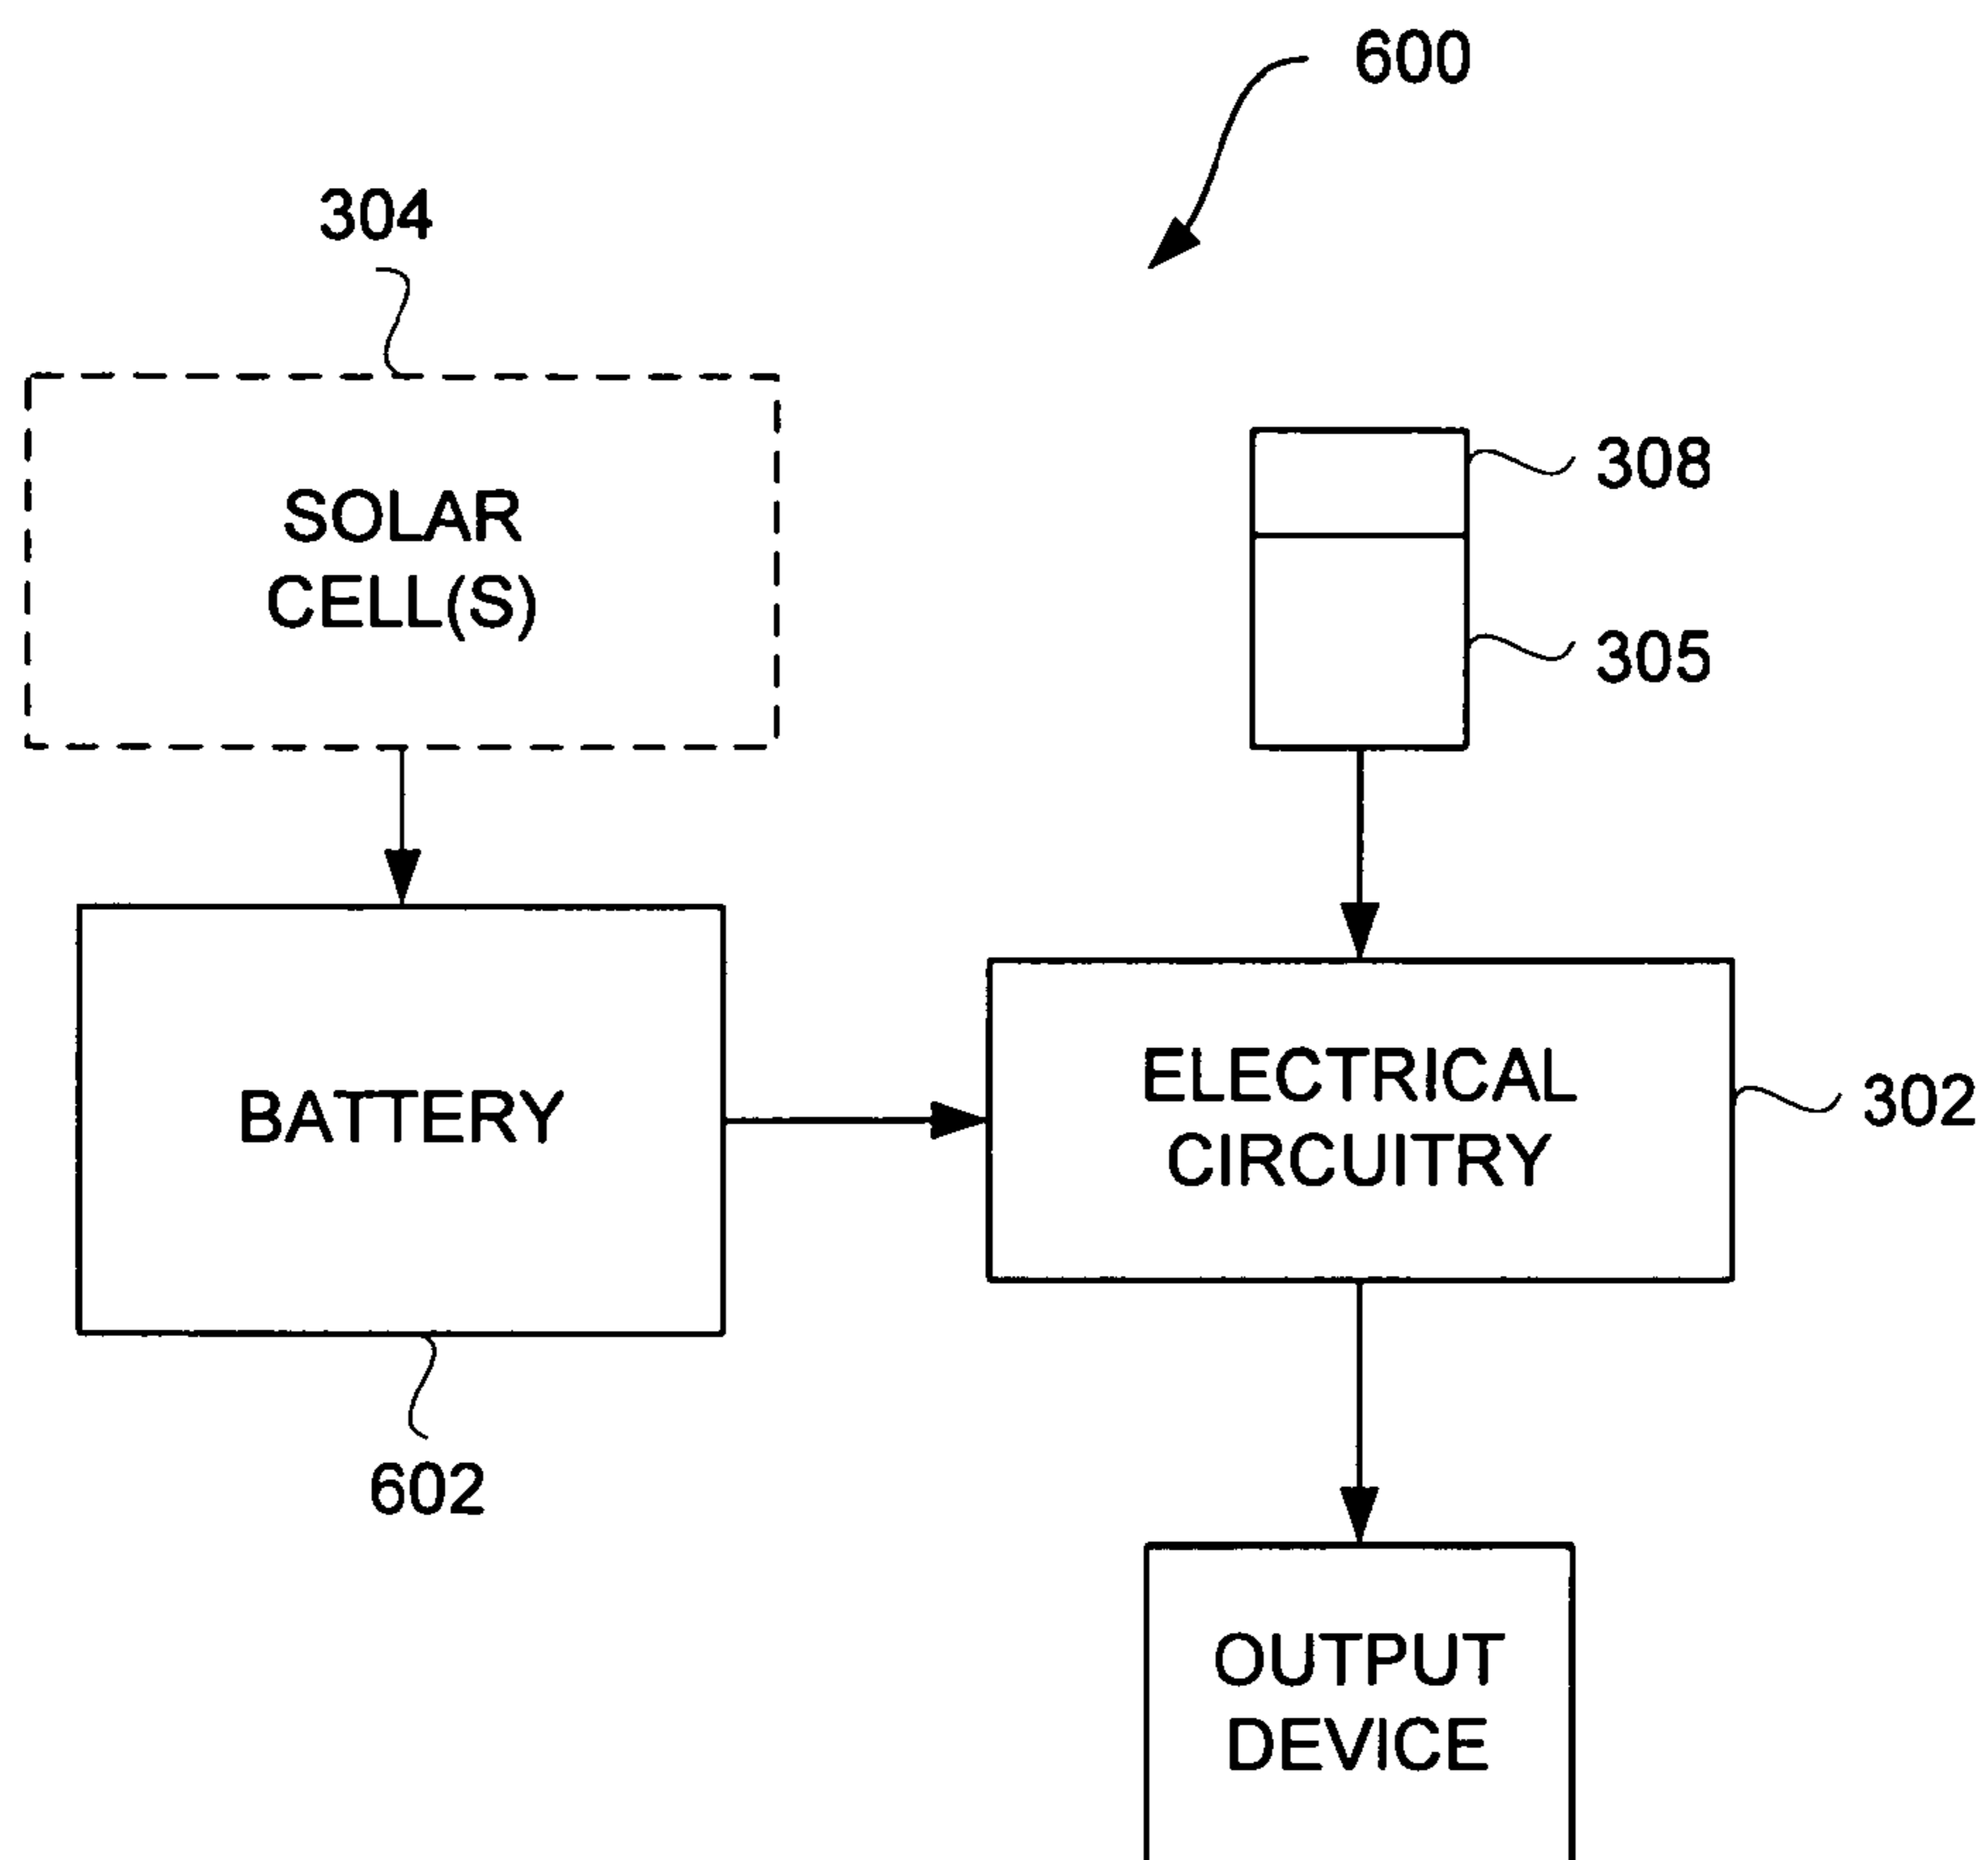 600
304
SOLAR
CELL(S)
308
305
BATTERY
ELECTRICAL
CIRCUITRY
302
602
OUTPUT
DEVICE